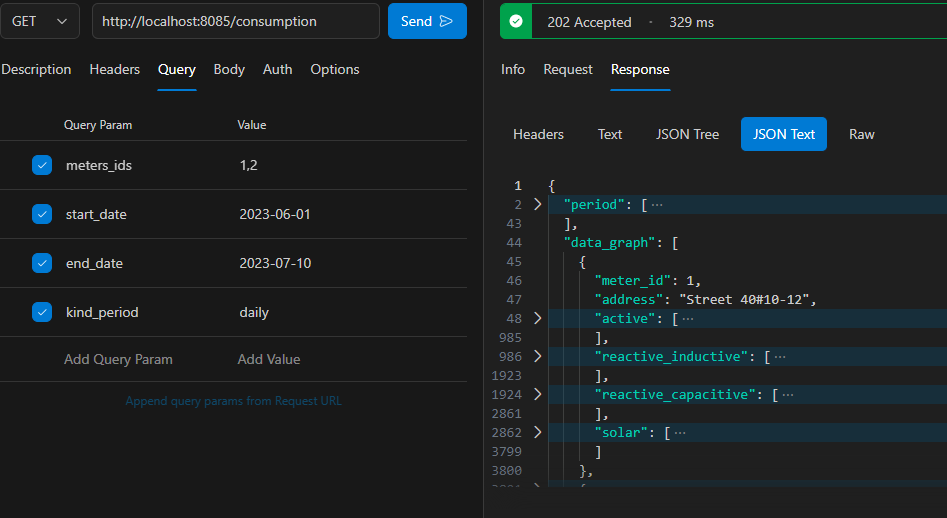 GET
http://localhost:8085/consumption
Send
Description Headers Query Body Auth Options
Query Param Value
meters_ids 1,2
start_date 2023-06-01
end_date 2023-07-10
kind_period daily
Add Query Param Add Value
Append query params from Request URL
202 Accepted · 329 ms
Info Request Response
Headers Text JSON Tree JSON Text Raw
1 {
2 "period": [ ···
43 ],
44 "data_graph": [
45 {
46 "meter_id": 1,
47 "address": "Street 40#10-12",
48 "active": [ ···
985 ],
986 "reactive_inductive": [ ···
1923 ],
1924 "reactive_capacitive": [ ···
2861 ],
2862 "solar": [ ···
3799 ]
3800 },